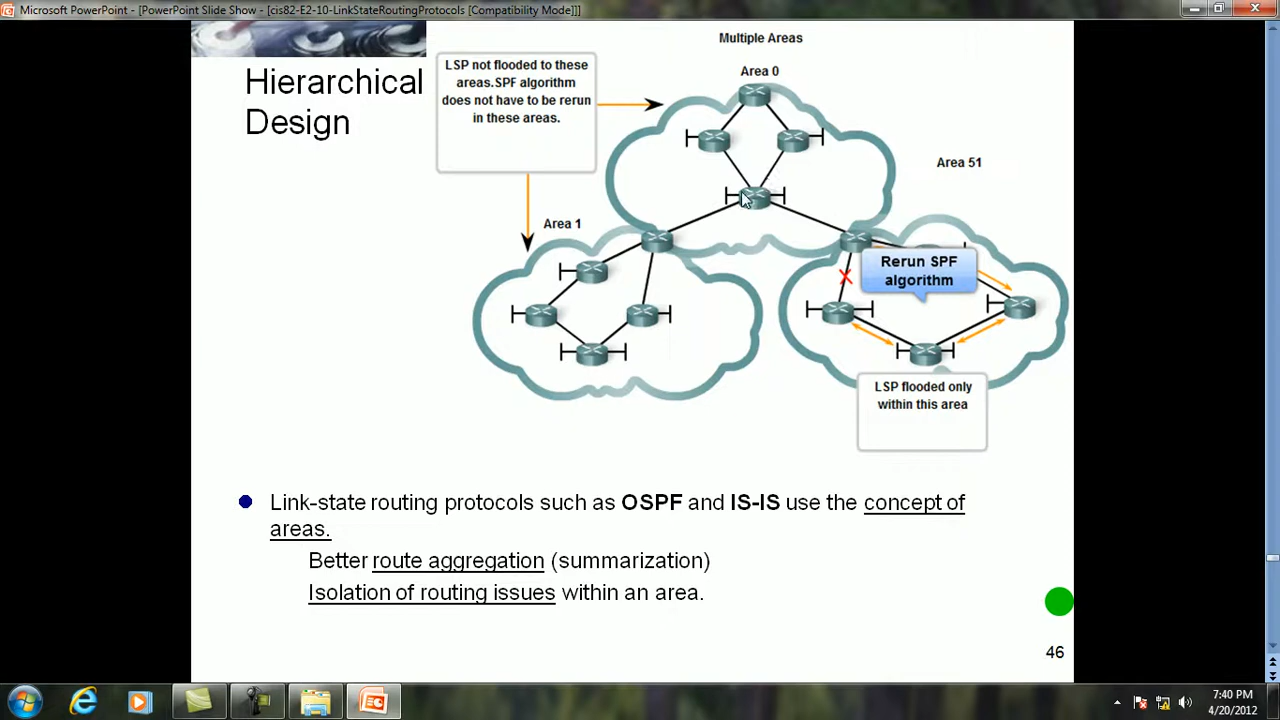 Microsoft PowerPoint - [PowerPoint Slide Show - [cis82-E2-10-LinkStateRoutingProtocols [Compatibility Mode]]]
Hierarchical
Design
LSP not flooded to these
areas.SPF algorithm
does not have to be rerun
in these areas.
Multiple Areas
Area 0
Area 51
Area 1
Rerun SPF
algorithm
LSP flooded only
within this area
Link-state routing protocols such as OSPF and IS-IS use the concept of
areas.
Better route aggregation (summarization)
Isolation of routing issues within an area.
46
7:40 PM
4/20/2012